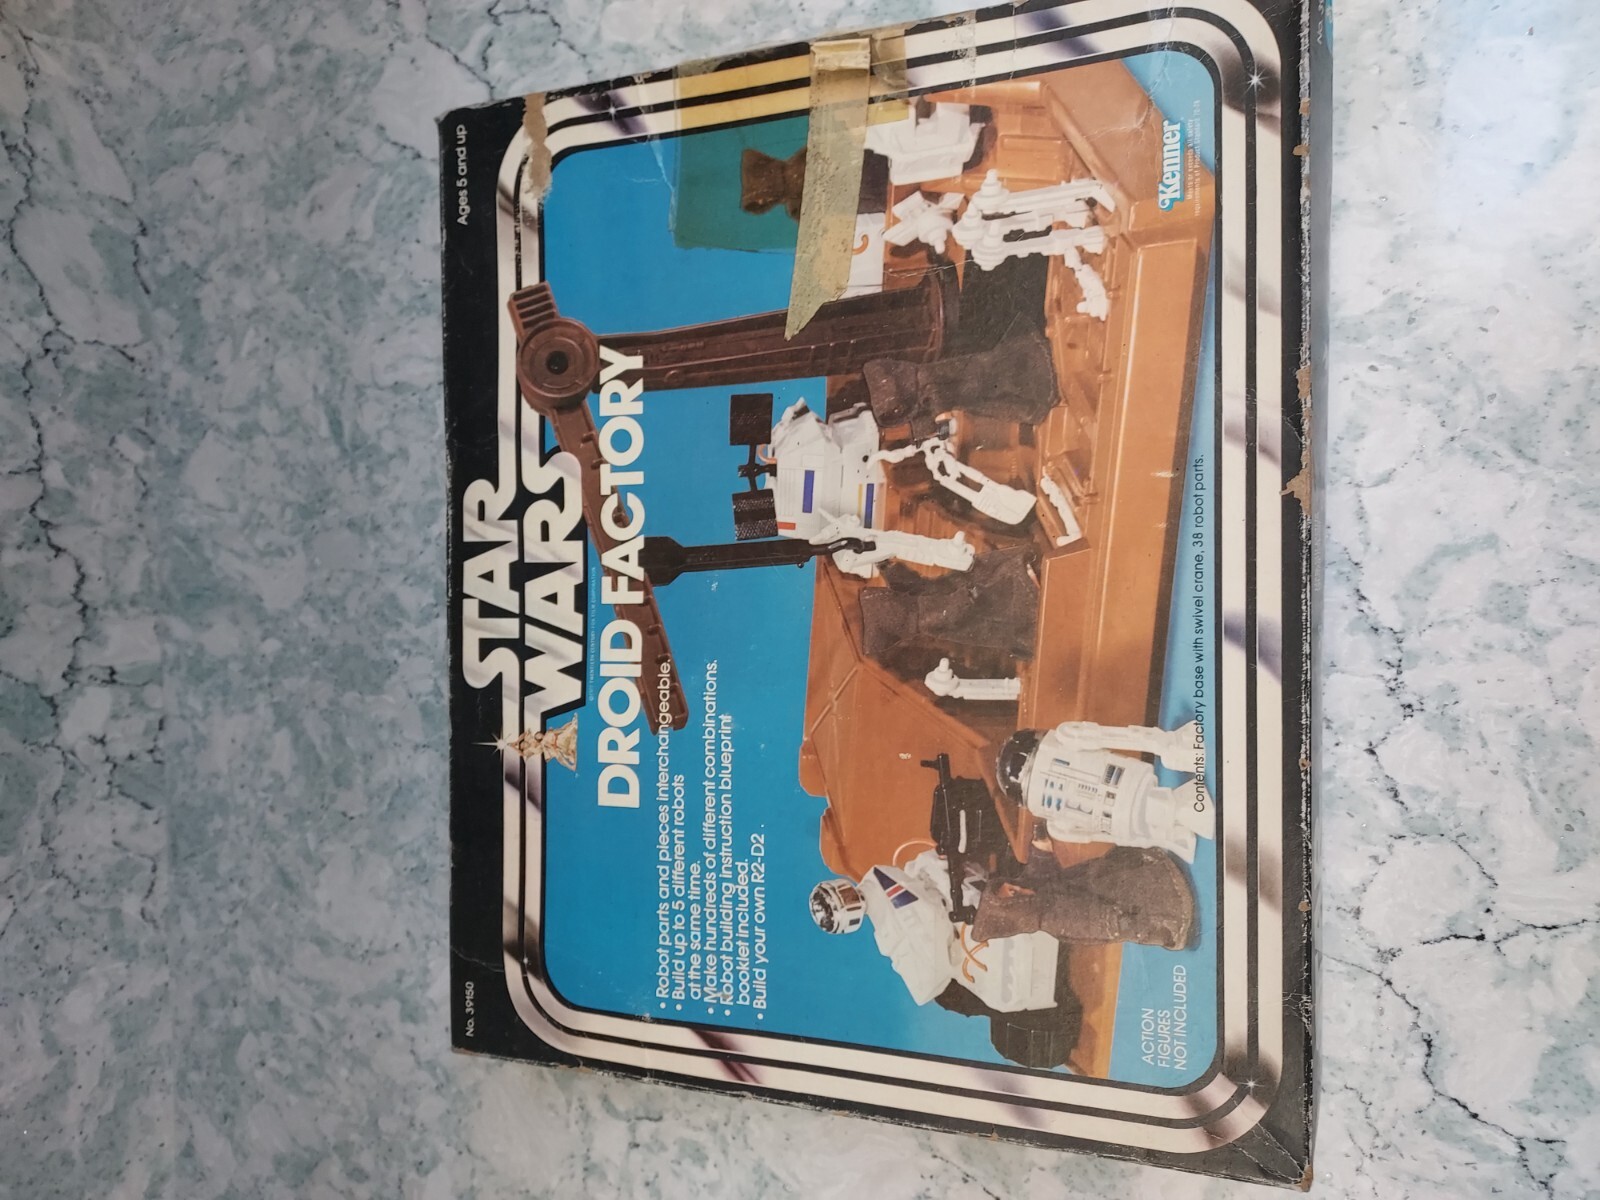 No. 39150
Ages 5 and up
STAR
WARS
DROID FACTORY
• Robot parts and pieces interchangeable.
• Build up to 5 different robots
at the same time.
• Make hundreds of different combinations.
• Robot building instruction blueprint
booklet included.
• Build your own R2-D2.
ACTION
FIGURES
NOT INCLUDED
Contents: Factory base with swivel crane, 38 robot parts.
Kenner